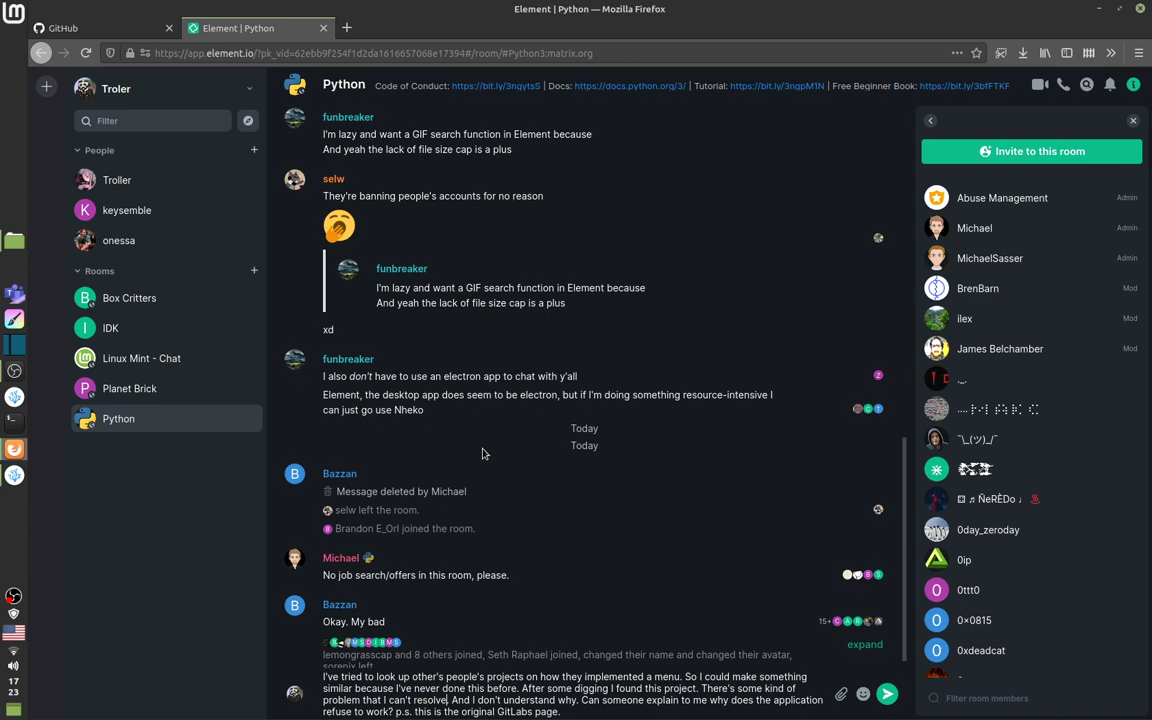 Element | Python — Mozilla Firefox
GitHub
Element | Python
https://app.element.io/?pk_vid=62ebb9f254f1d2da1616657068e17394#/room/#Python3:matrix.org
Troler
Filter
People
Troller
K
keysemble
onessa
Rooms
B
Box Critters
I
IDK
Linux Mint - Chat
P
Planet Brick
Python
Python
Code of Conduct: https://bit.ly/3nqytsS | Docs: https://docs.python.org/3/ | Tutorial: https://bit.ly/3ngpM1N | Free Beginner Book: https://bit.ly/3bfFTKF
funbreaker
I'm lazy and want a GIF search function in Element because
And yeah the lack of file size cap is a plus
selw
They're banning people's accounts for no reason
funbreaker
I'm lazy and want a GIF search function in Element because
And yeah the lack of file size cap is a plus
xd
funbreaker
I also don't have to use an electron app to chat with y'all
Z
Element, the desktop app does seem to be electron, but if I'm doing something resource-intensive I
can just go use Nheko
Today
Today
B
Bazzan
Message deleted by Michael
selw left the room.
Brandon E_Orl joined the room.
Michael
No job search/offers in this room, please.
B
Bazzan
Okay. My bad
15+
expand
lemongrasscap and 8 others joined, Seth Raphael joined, changed their name and changed their avatar,
sorenix left
I've tried to look up other's people's projects on how they implemented a menu. So I could make something
similar because I've never done this before. After some digging I found this project. There's some kind of
problem that I can't resolve. And I don't understand why. Can someone explain to me why does the application
refuse to work? p.s. this is the original GitLabs page.
Invite to this room
Abuse Management Admin
Michael Admin
MichaelSasser Admin
BrenBarn Mod
ilex Mod
James Belchamber Mod
._.
¯\_(ツ)_/¯
0day_zeroday
0ip
0
0ttt0
0
0×0815
0
0xdeadcat
Filter room members
17
23